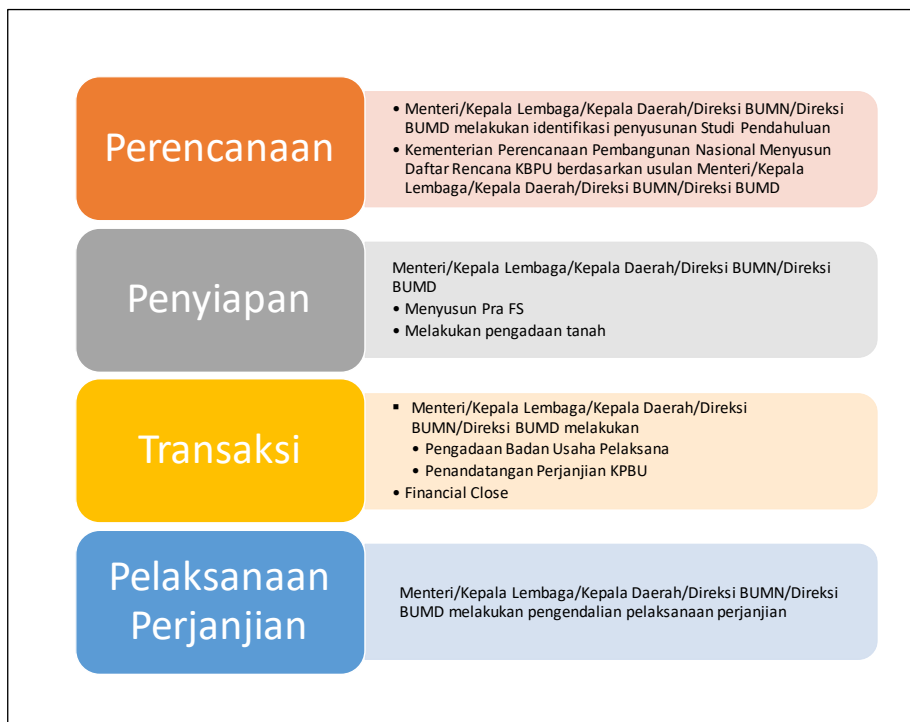 Perencanaan
• Menteri/Kepala Lembaga/Kepala Daerah/Direksi BUMN/Direksi
BUMD melakukan identifikasi penyusunan Studi Pendahuluan
• Kementerian Perencanaan Pembangunan Nasional Menyusun
Daftar Rencana KBPU berdasarkan usulan Menteri/Kepala
Lembaga/Kepala Daerah/Direksi BUMN/Direksi BUMD
Penyiapan
Menteri/Kepala Lembaga/Kepala Daerah/Direksi BUMN/Direksi
BUMD
• Menyusun Pra FS
• Melakukan pengadaan tanah
Transaksi
▪ Menteri/Kepala Lembaga/Kepala Daerah/Direksi
BUMN/Direksi BUMD melakukan
• Pengadaan Badan Usaha Pelaksana
• Penandatangan Perjanjian KPBU
• Financial Close
Pelaksanaan
Perjanjian
Menteri/Kepala Lembaga/Kepala Daerah/Direksi BUMN/Direksi
BUMD melakukan pengendalian pelaksanaan perjanjian